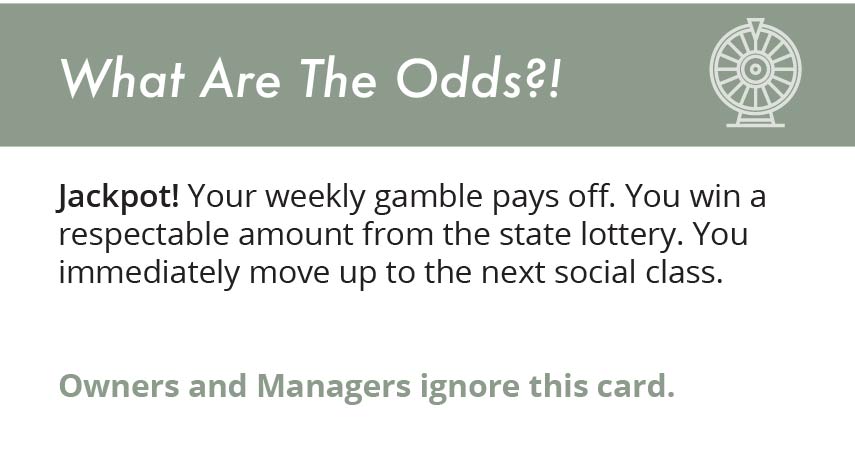 What Are The Odds?!
Jackpot! Your weekly gamble pays off. You win a
respectable amount from the state lottery. You
immediately move up to the next social class.
Owners and Managers ignore this card.